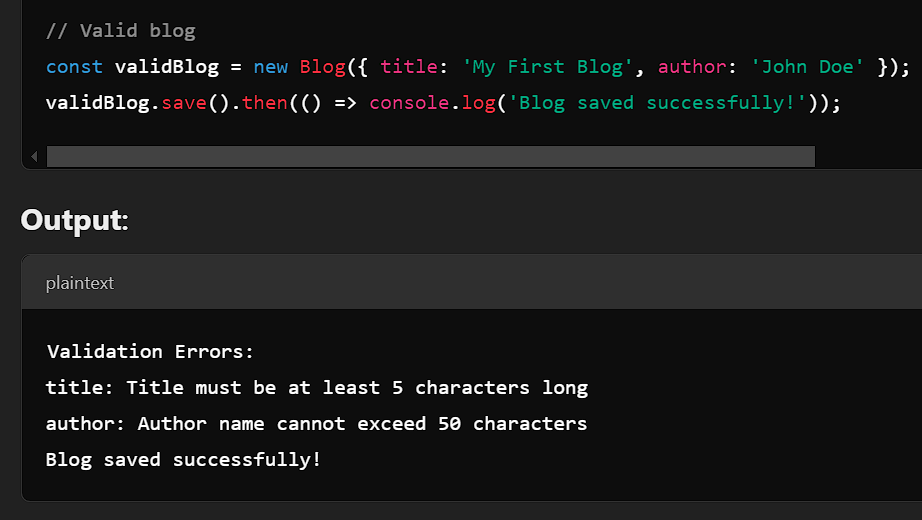 // Valid blog
const validBlog = new Blog({ title: 'My First Blog', author: 'John Doe' });
validBlog.save().then(() => console.log('Blog saved successfully!'));
Output:
plaintext
Validation Errors:
title: Title must be at least 5 characters long
author: Author name cannot exceed 50 characters
Blog saved successfully!